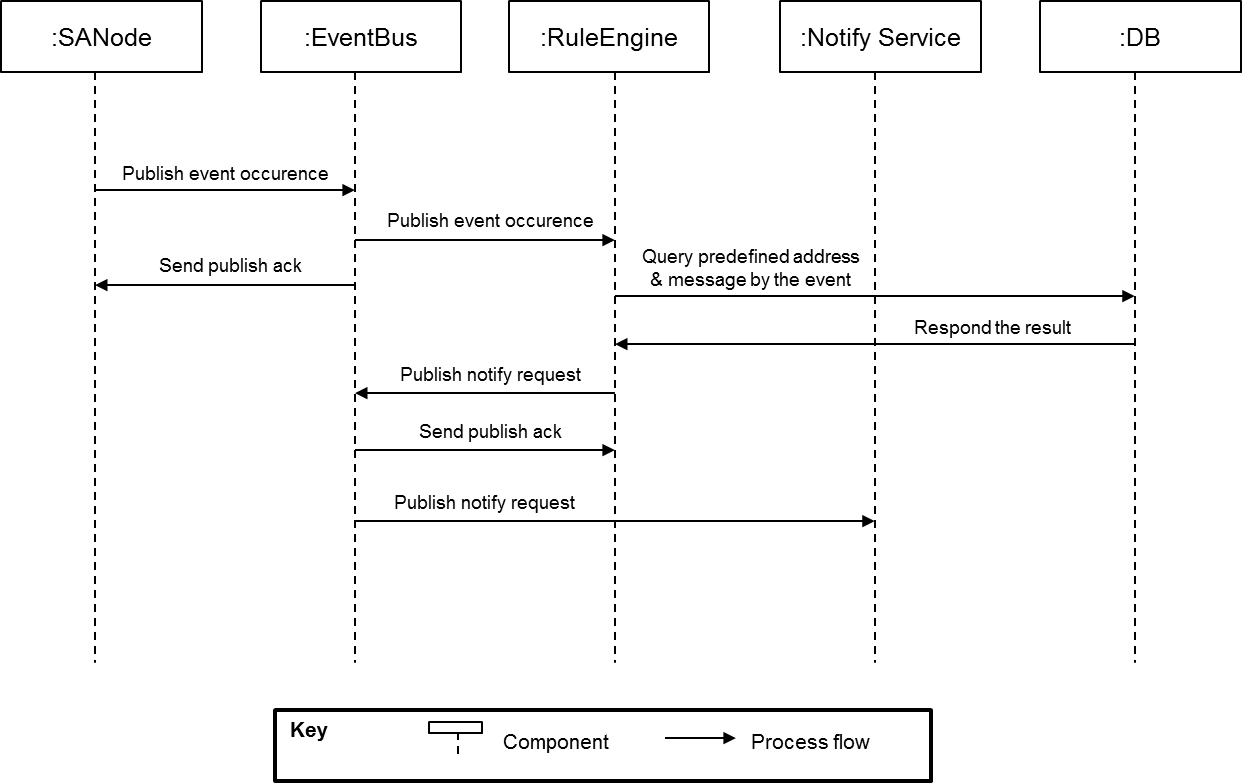 :SANode
:EventBus
:RuleEngine
:Notify Service
:DB
Publish event occurence
Publish event occurence
Send publish ack
Query predefined address
& message by the event
Respond the result
Publish notify request
Send publish ack
Publish notify request
Key
Component
Process flow